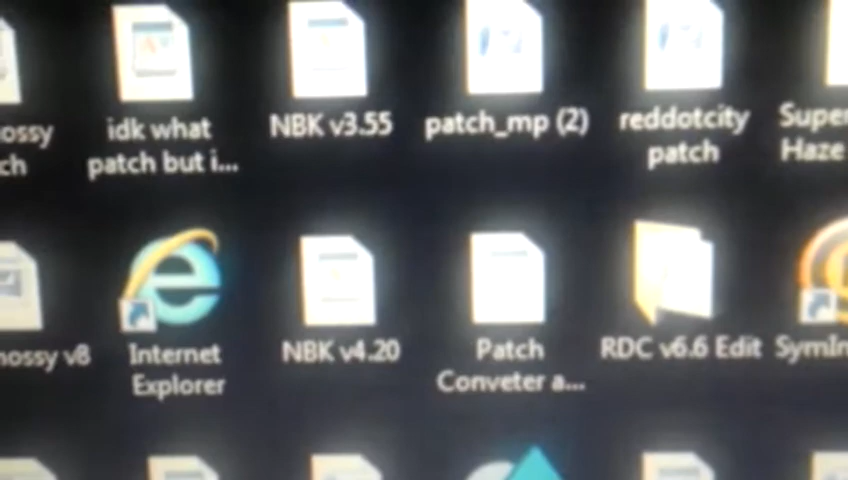 ossy
ch
idk what
patch but i...
NBK v3.55
patch_mp (2)
reddotcity
patch
Super
Haze
nossy v8
Internet
Explorer
NBK v4.20
Patch
Conveter a...
RDC v6.6 Edit
SymIn